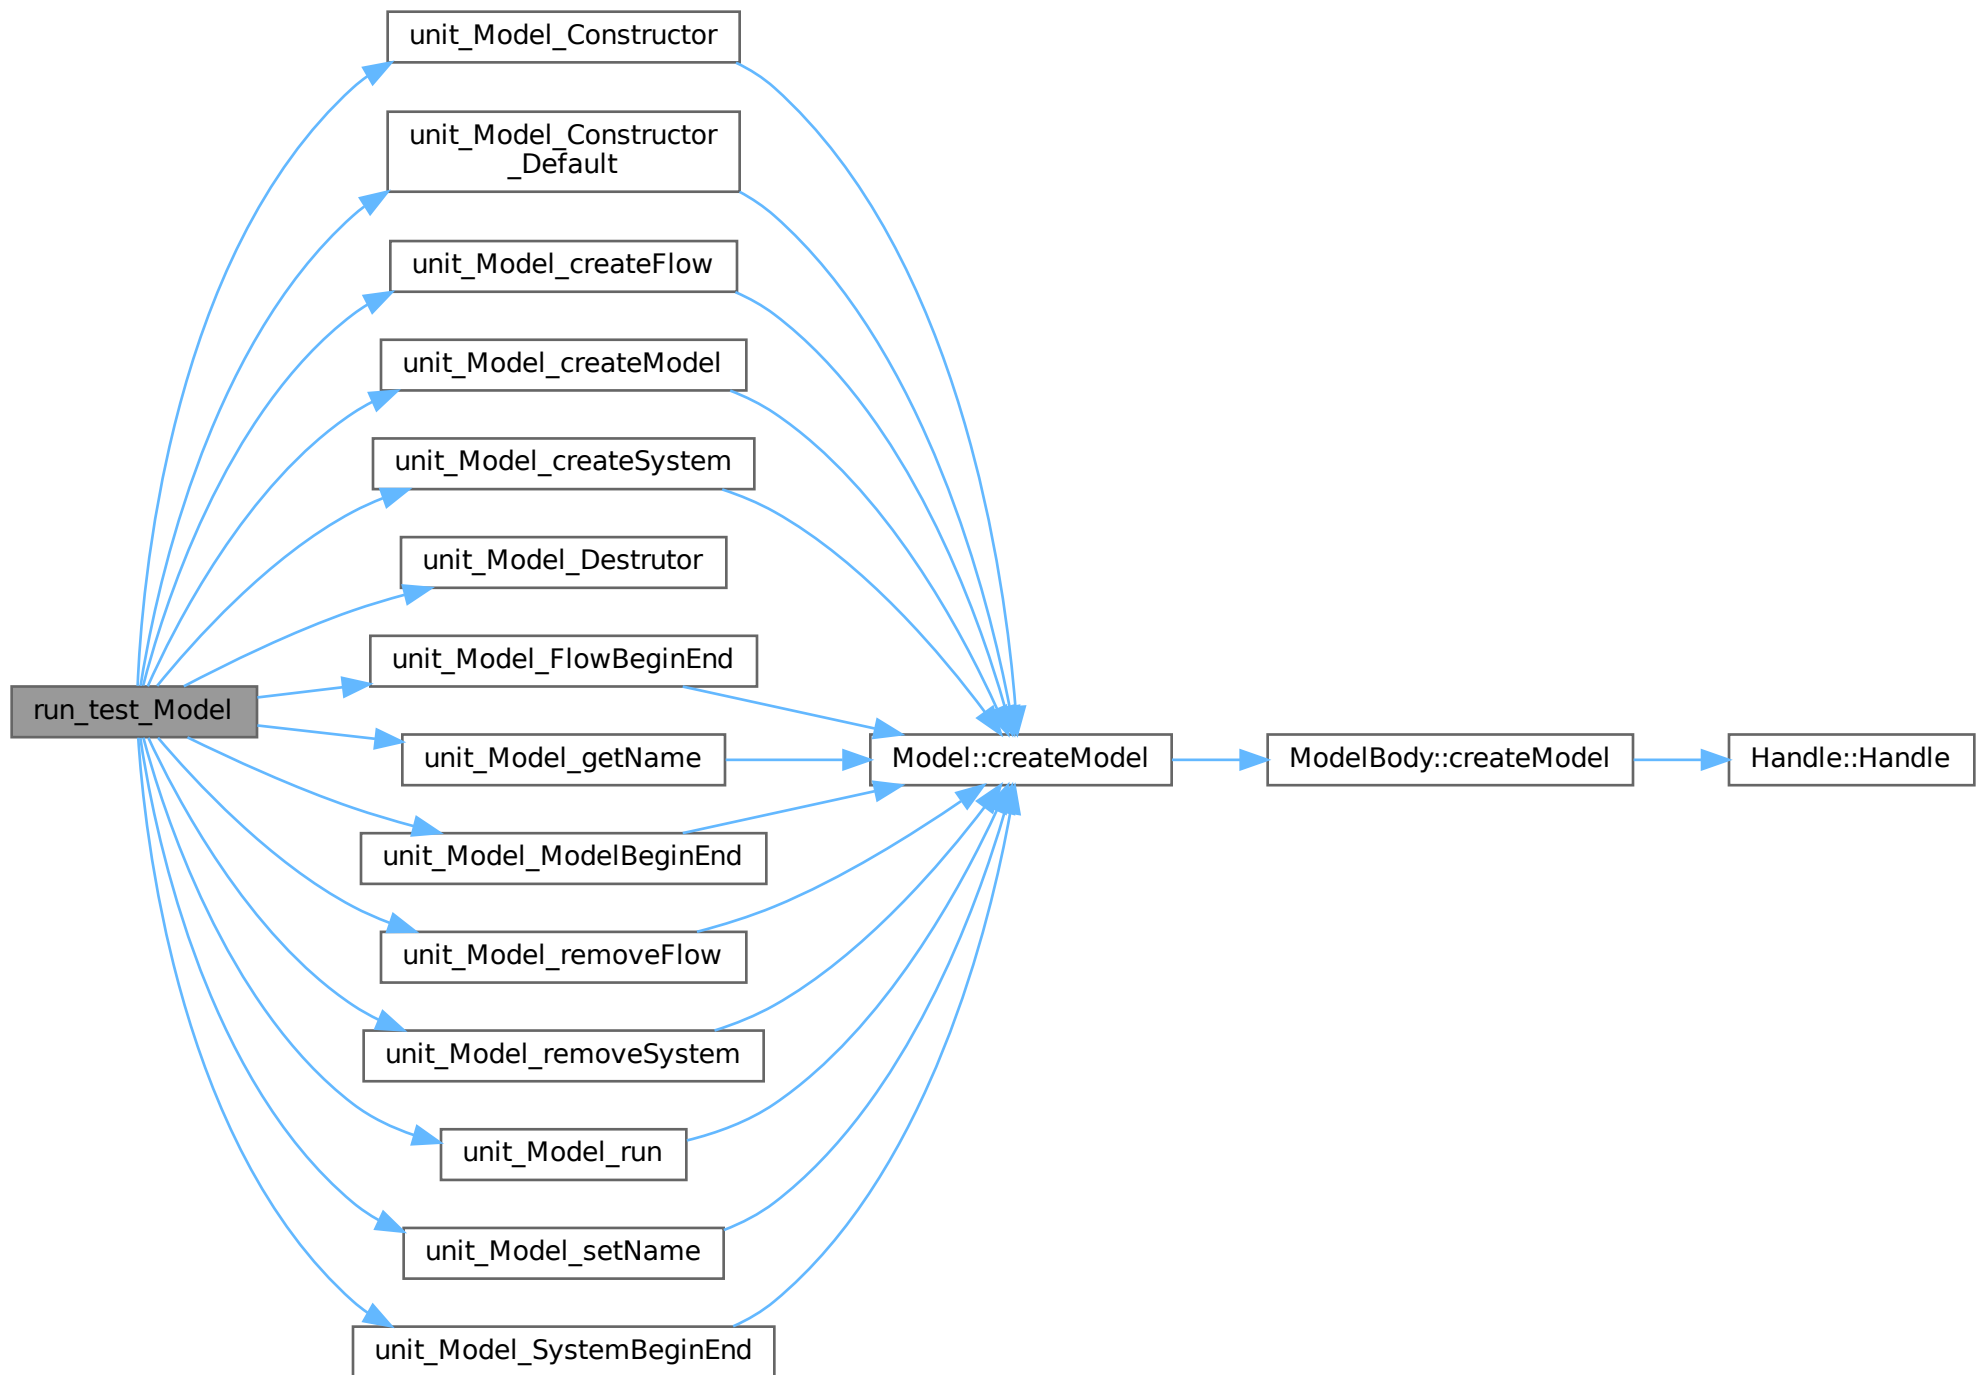 unit_Model_Constructor
unit_Model_Constructor
_Default
unit_Model_createFlow
unit_Model_createModel
unit_Model_createSystem
unit_Model_Destrutor
unit_Model_FlowBeginEnd
run_test_Model
unit_Model_getName
Model::createModel
ModelBody::createModel
Handle::Handle
unit_Model_ModelBeginEnd
unit_Model_removeFlow
unit_Model_removeSystem
unit_Model_run
unit_Model_setName
unit_Model_SystemBeginEnd